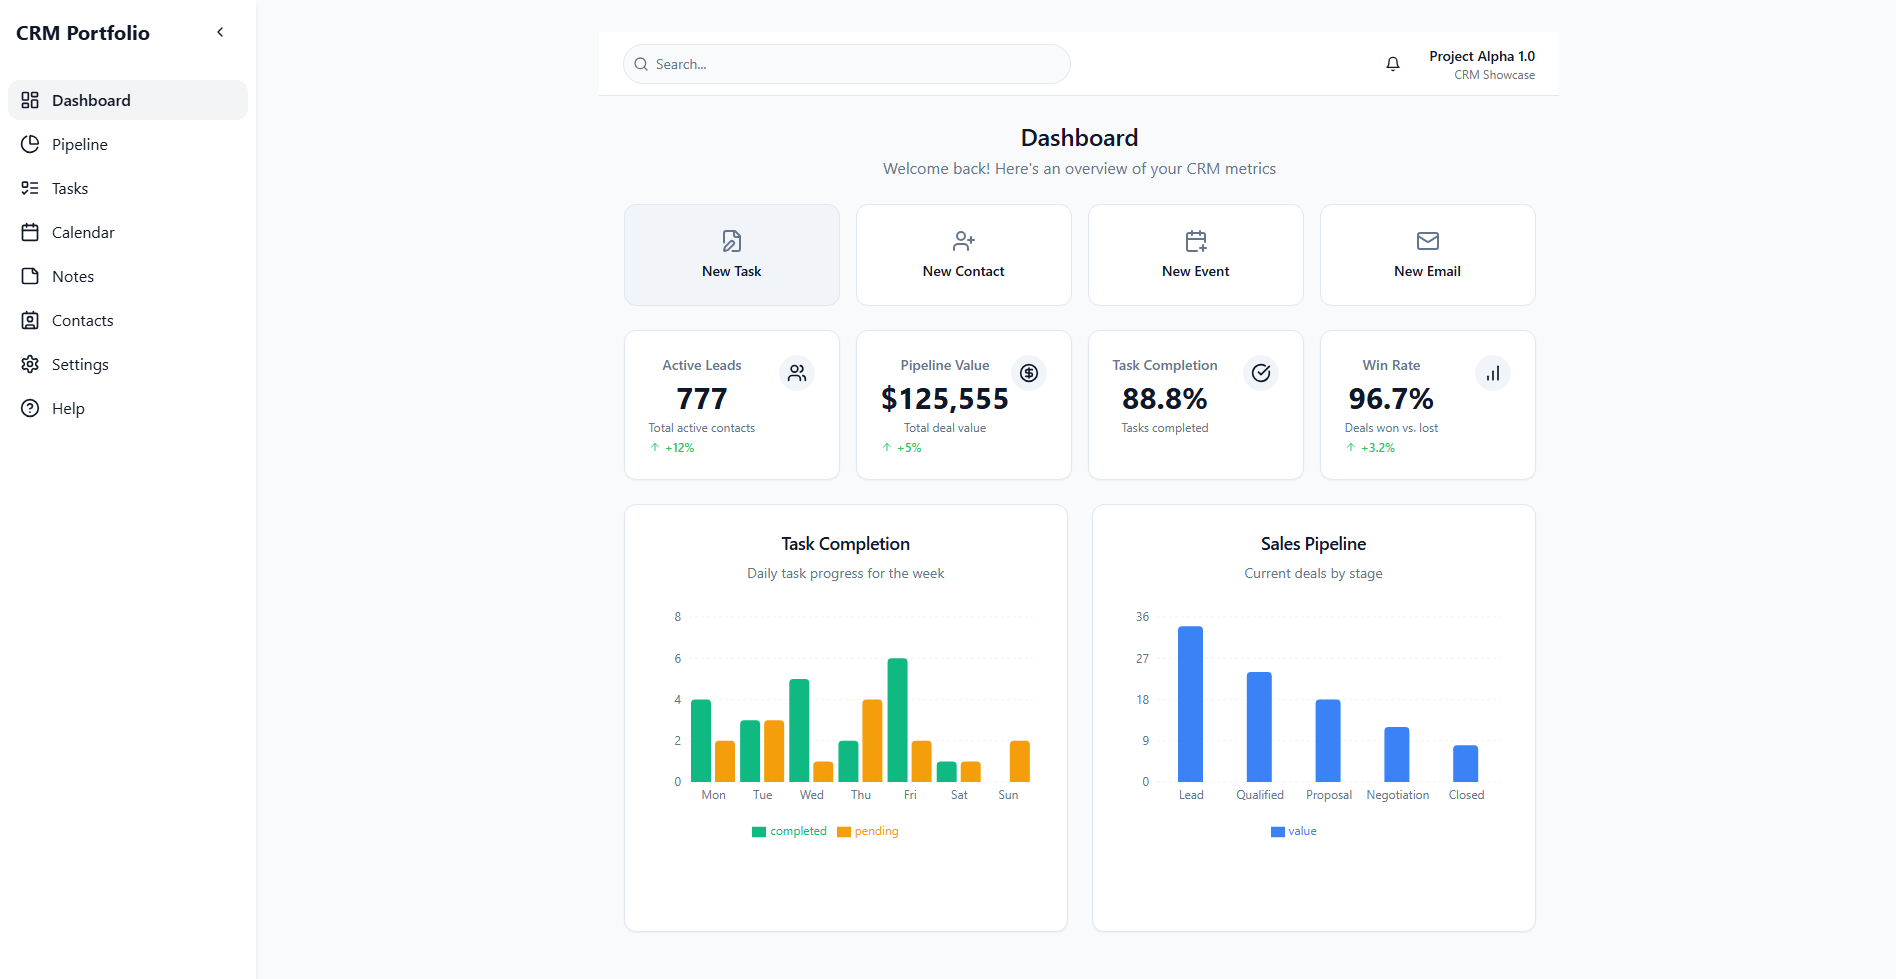 CRM Portfolio
Dashboard
Pipeline
Tasks
Calendar
Notes
Contacts
Settings
Help
Search...
Project Alpha 1.0
CRM Showcase
Dashboard
Welcome back! Here's an overview of your CRM metrics
New Task
New Contact
New Event
New Email
Active Leads
777
Total active contacts
↑ +12%
Pipeline Value
$125,555
Total deal value
↑ +5%
Task Completion
88.8%
Tasks completed
Win Rate
96.7%
Deals won vs. lost
↑ +3.2%
Task Completion
Daily task progress for the week
8
6
4
2
0
Mon Tue Wed Thu Fri Sat Sun
completed pending
Sales Pipeline
Current deals by stage
36
27
18
9
0
Lead Qualified Proposal Negotiation Closed
value